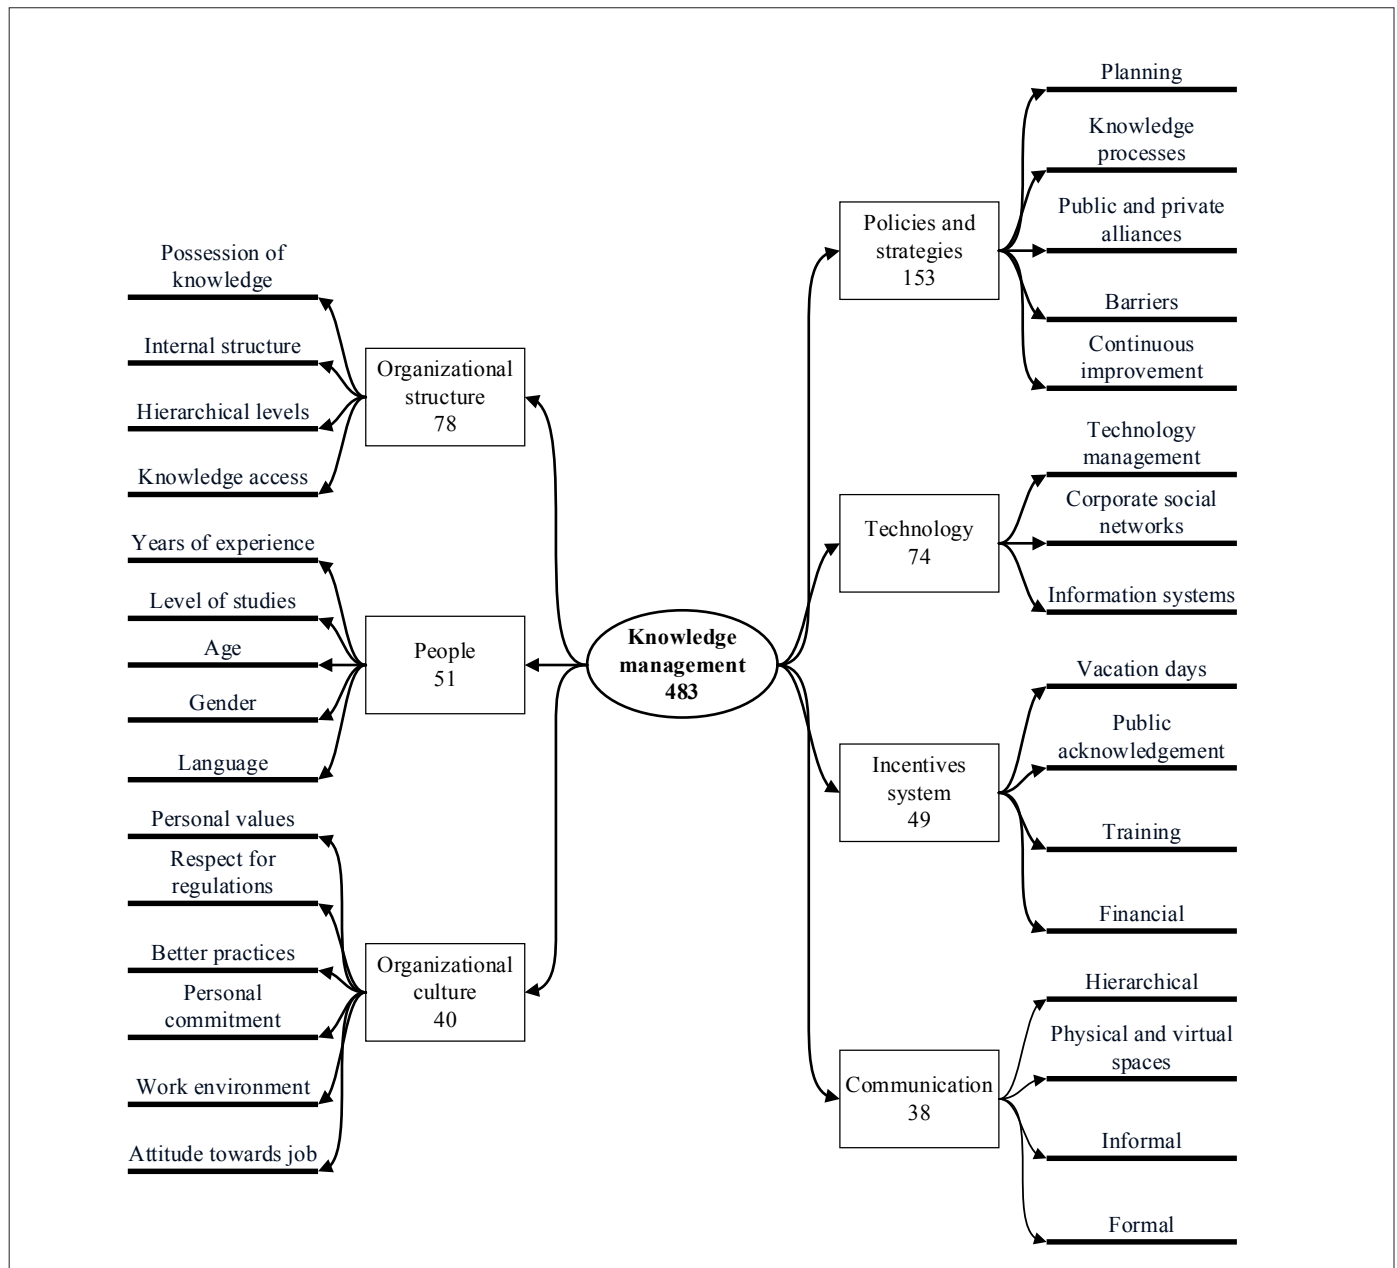 Possession of
knowledge
Internal structure
Hierarchical levels
Knowledge access
Organizational
structure
78
Years of experience
Level of studies
Age
Gender
Language
People
51
Personal values
Respect for
regulations
Better practices
Personal
commitment
Work environment
Attitude towards job
Organizational
culture
40
Knowledge
management
483
Policies and
strategies
153
Planning
Knowledge
processes
Public and private
alliances
Barriers
Continuous
improvement
Technology
74
Technology
management
Corporate social
networks
Information systems
Incentives
system
49
Vacation days
Public
acknowledgement
Training
Financial
Communication
38
Hierarchical
Physical and virtual
spaces
Informal
Formal